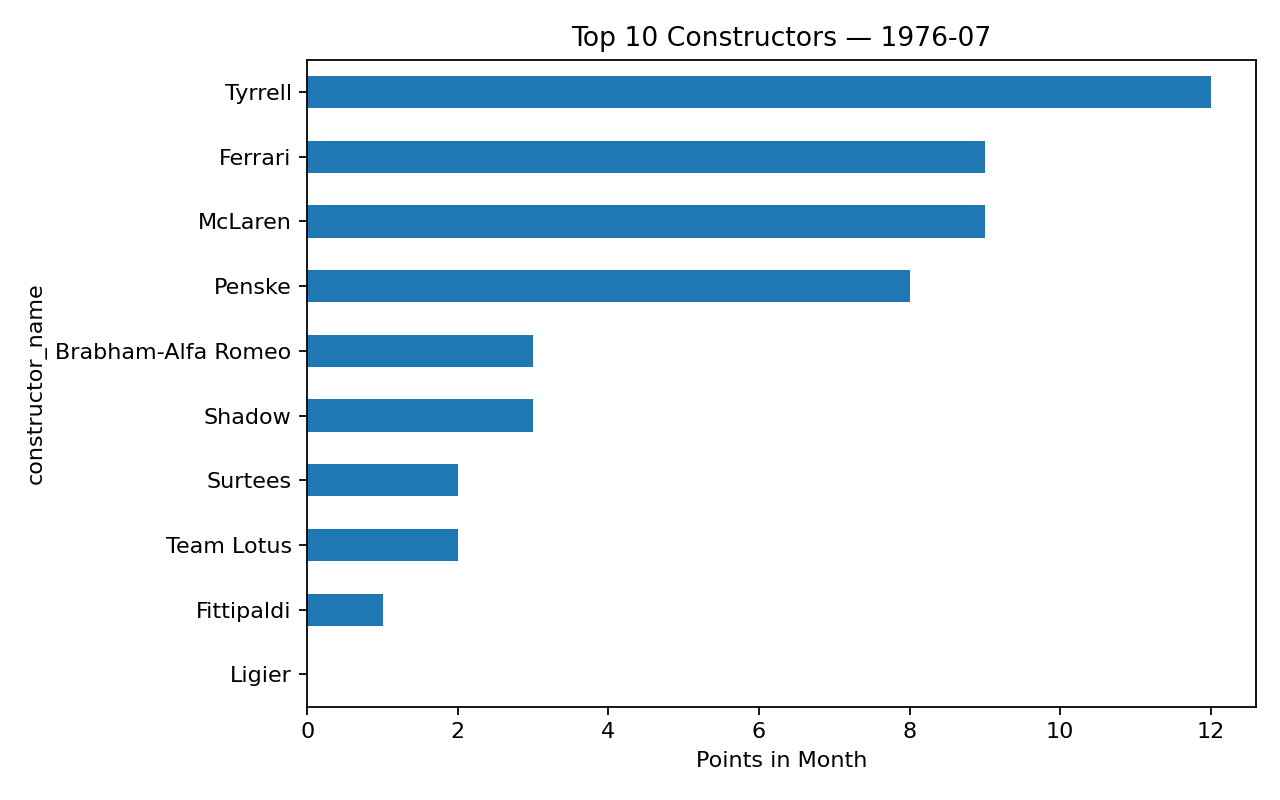 Top 10 Constructors — 1976-07
constructor_name
Tyrrell
Ferrari
McLaren
Penske
Brabham-Alfa Romeo
Shadow
Surtees
Team Lotus
Fittipaldi
Ligier
0 2 4 6 8 10 12
Points in Month